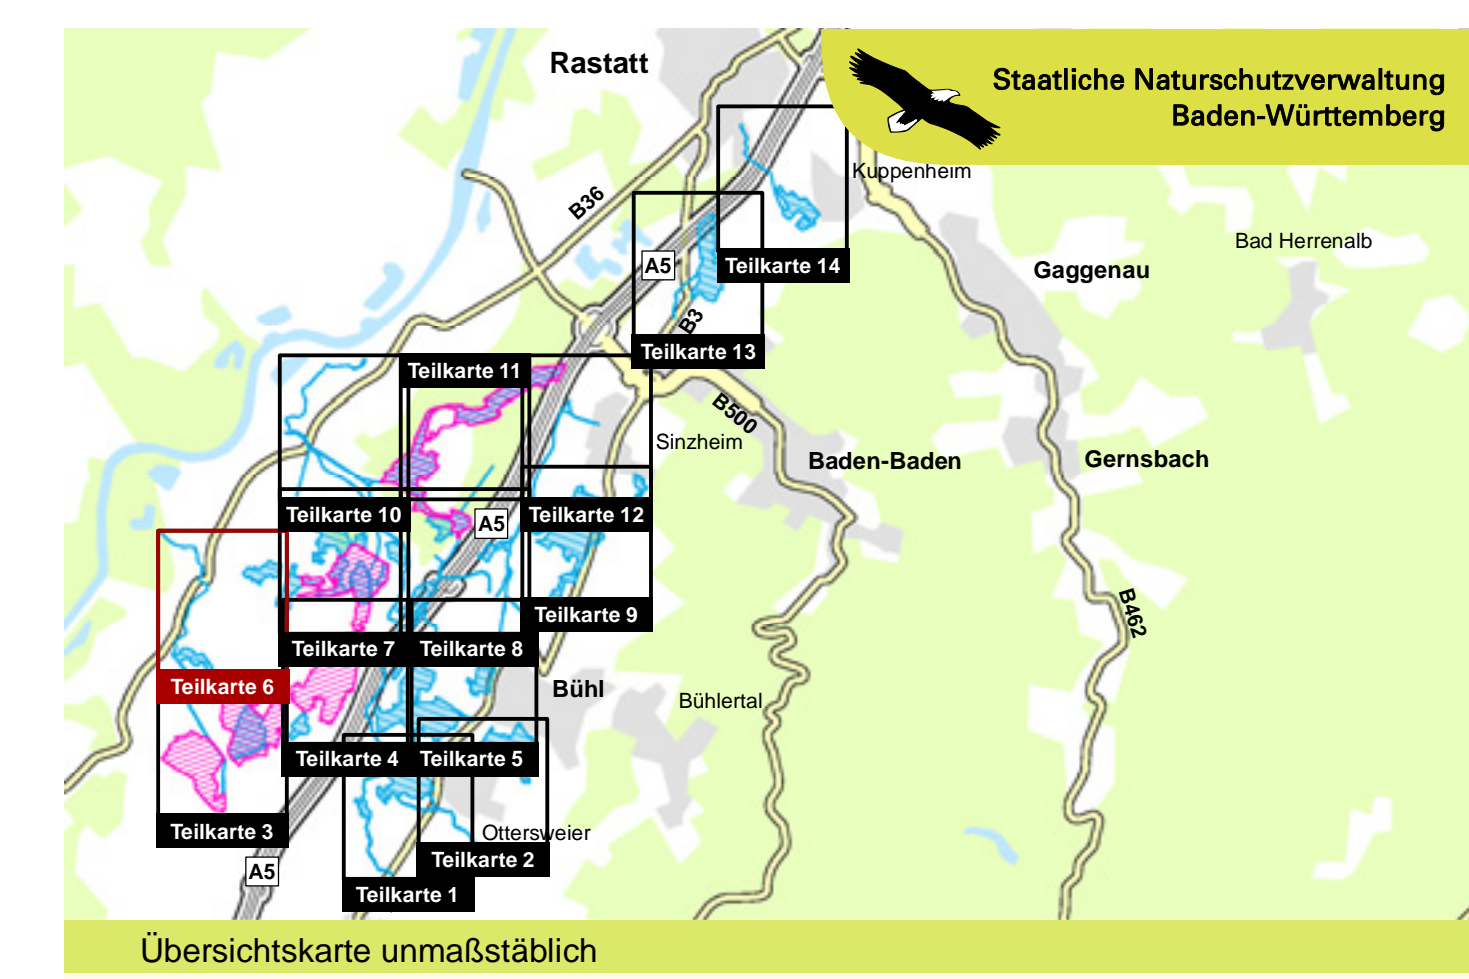 Rastatt
Staatliche Naturschutzverwaltung
Baden-Württemberg
Kuppenheim
B36
Bad Herrenalb
A5
Teilkarte 14
Gaggenau
B3
Teilkarte 13
Teilkarte 11
B500
Sinzheim
Baden-Baden
Gernsbach
Teilkarte 10
A5
Teilkarte 12
Teilkarte 9
B462
Teilkarte 7
Teilkarte 8
Teilkarte 6
Bühl
Bühlertal
Teilkarte 4
Teilkarte 5
Teilkarte 3
Ottersweier
Teilkarte 2
A5
Teilkarte 1
Übersichtskarte unmaßstäblich